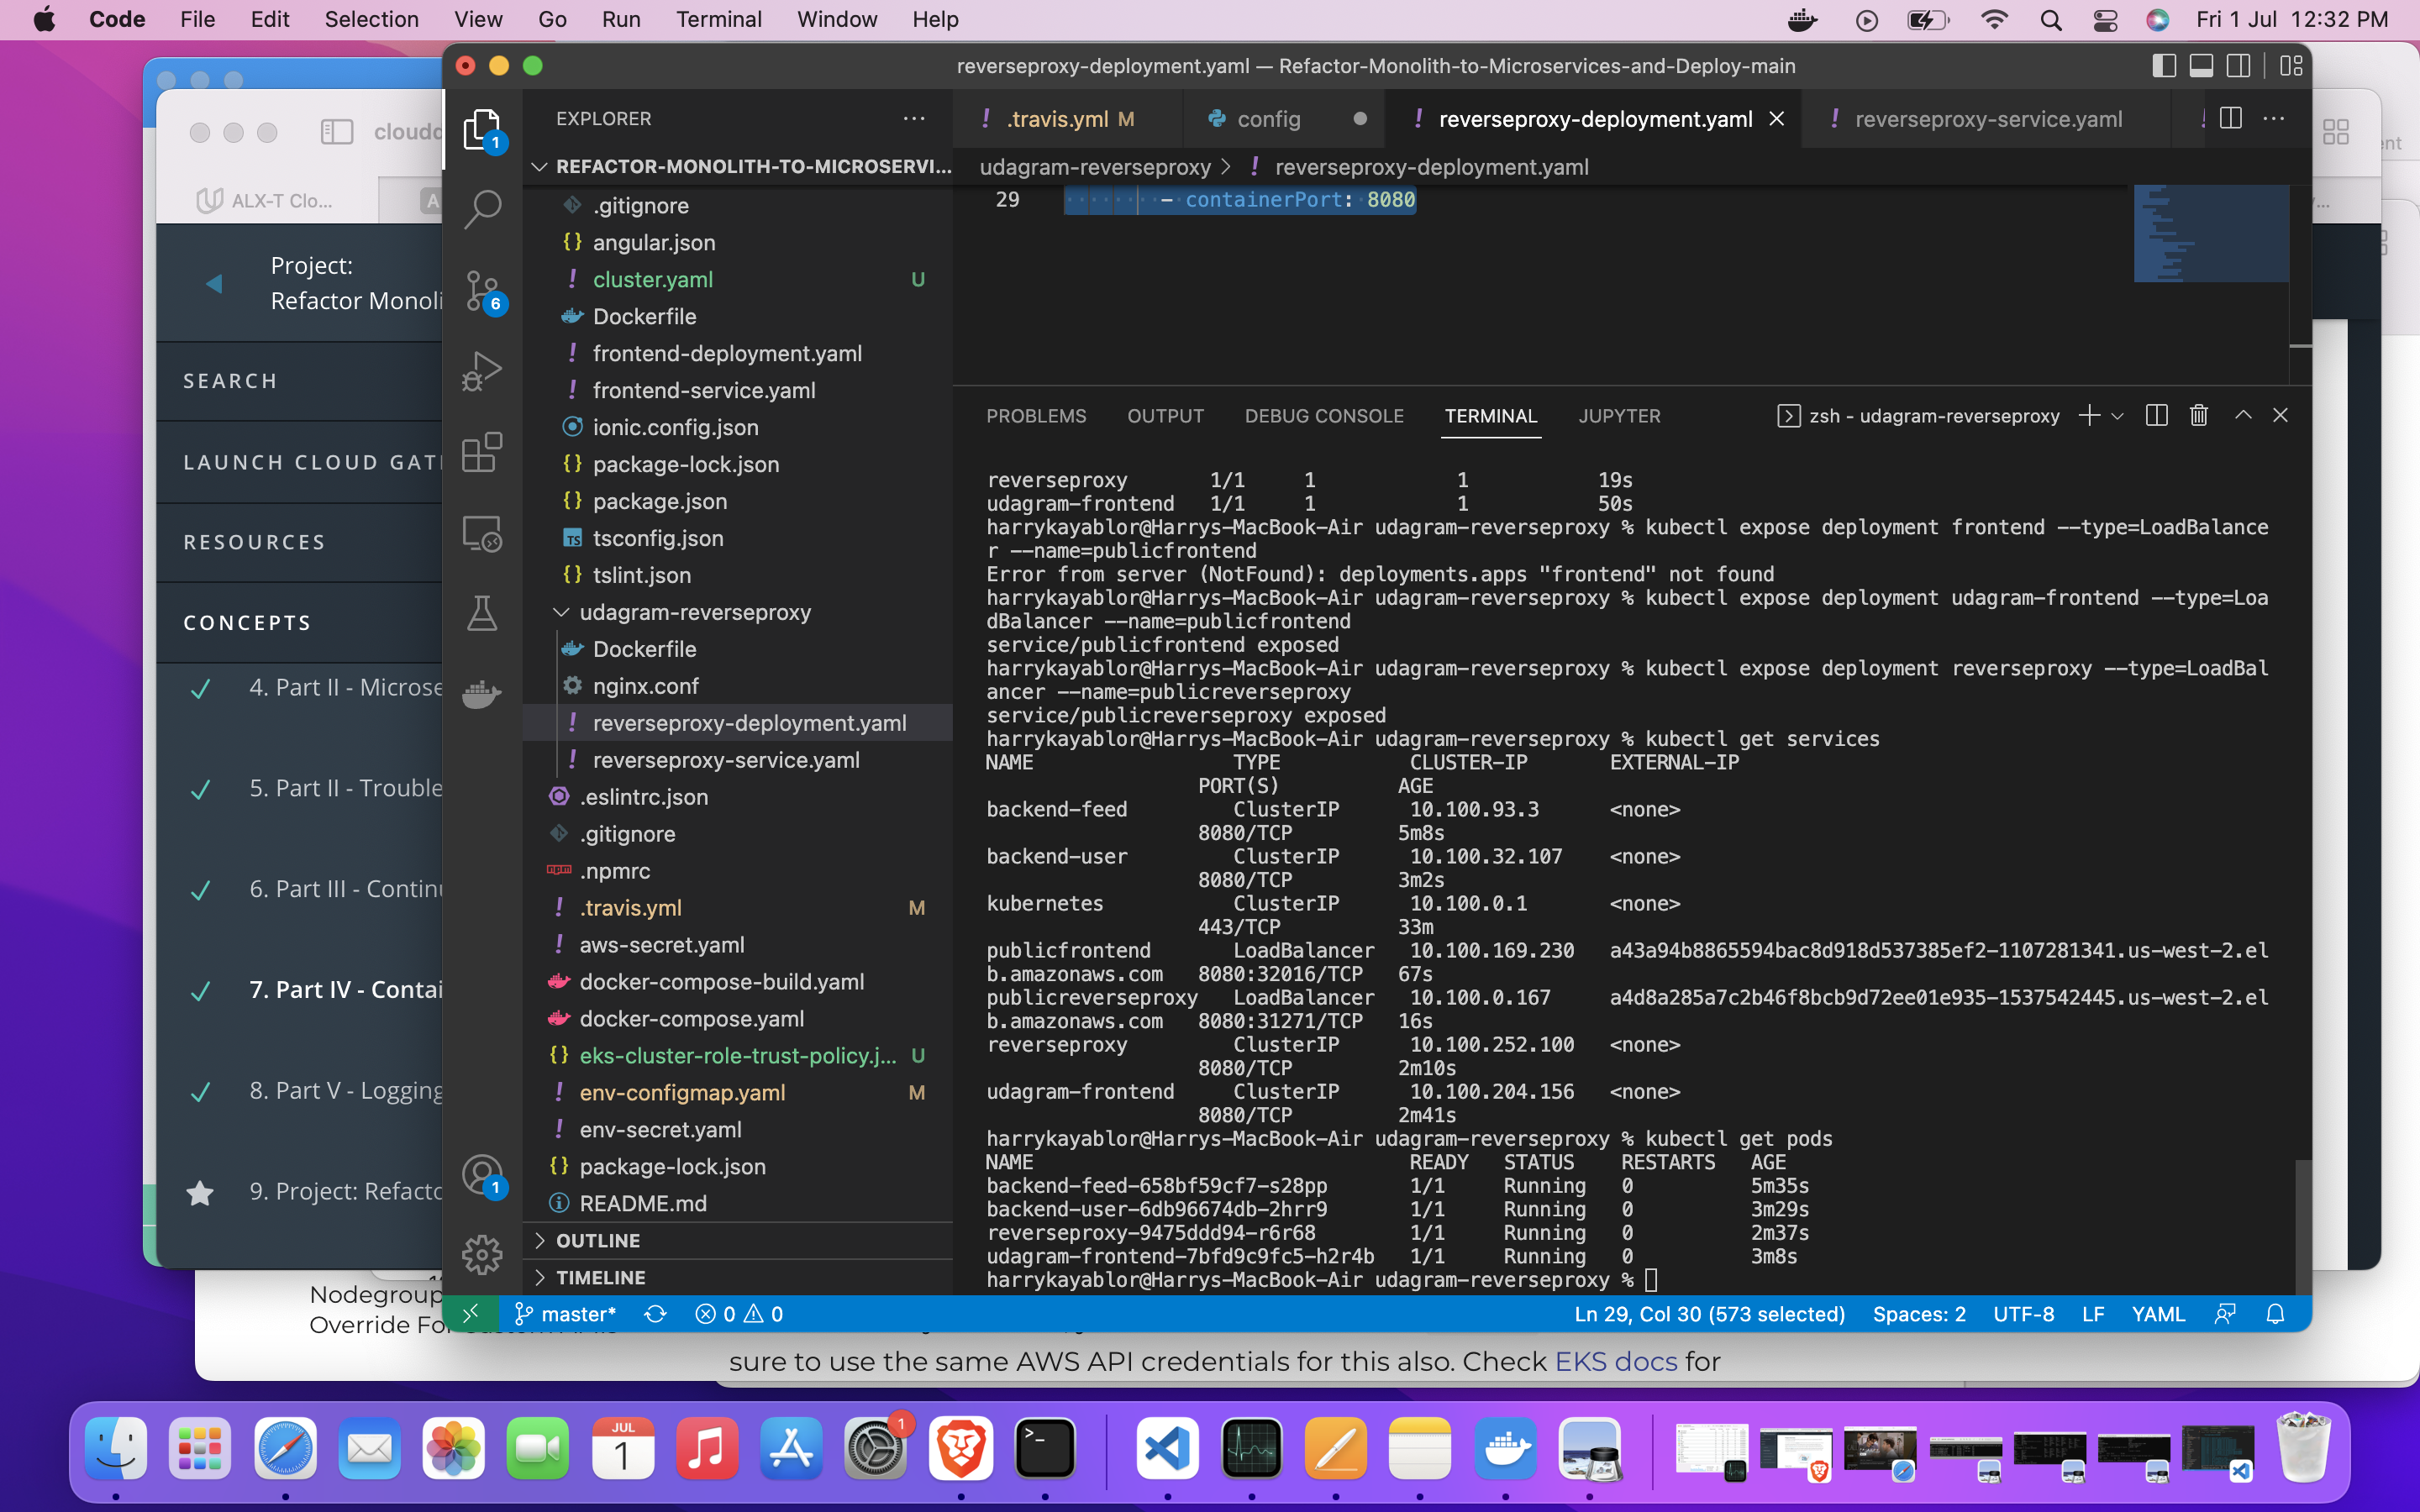 Code File Edit Selection View Go Run Terminal Window Help
Fri 1 Jul 12:32 PM
reverseproxy-deployment.yaml — Refactor-Monolith-to-Microservices-and-Deploy-main
ALX-T Clo...
Project:
Refactor Monoli
SEARCH
LAUNCH CLOUD GAT
RESOURCES
CONCEPTS
4. Part II - Microse
5. Part II - Trouble
6. Part III - Contin
7. Part IV - Contai
8. Part V - Logging
9. Project: Refacto
Nodegroup
1
6
1
EXPLORER
REFACTOR-MONOLITH-TO-MICROSERVI...
.gitignore
angular.json
cluster.yaml U
Dockerfile
frontend-deployment.yaml
frontend-service.yaml
ionic.config.json
package-lock.json
package.json
tsconfig.json
tslint.json
udagram-reverseproxy
Dockerfile
nginx.conf
reverseproxy-deployment.yaml
reverseproxy-service.yaml
.eslintrc.json
.gitignore
.npmrc
.travis.yml M
aws-secret.yaml
docker-compose-build.yaml
docker-compose.yaml
eks-cluster-role-trust-policy.j... U
env-configmap.yaml M
env-secret.yaml
package-lock.json
README.md
OUTLINE
TIMELINE
.travis.yml M config reverseproxy-deployment.yaml reverseproxy-service.yaml
udagram-reverseproxy > ! reverseproxy-deployment.yaml
29 - containerPort: 8080
PROBLEMS OUTPUT DEBUG CONSOLE TERMINAL JUPYTER zsh - udagram-reverseproxy
reverseproxy 1/1 1 1 19s
udagram-frontend 1/1 1 1 50s
harrykayablor@Harrys-MacBook-Air udagram-reverseproxy % kubectl expose deployment frontend --type=LoadBalance
r --name=publicfrontend
Error from server (NotFound): deployments.apps "frontend" not found
harrykayablor@Harrys-MacBook-Air udagram-reverseproxy % kubectl expose deployment udagram-frontend --type=Loa
dBalancer --name=publicfrontend
service/publicfrontend exposed
harrykayablor@Harrys-MacBook-Air udagram-reverseproxy % kubectl expose deployment reverseproxy --type=LoadBal
ancer --name=publicreverseproxy
service/publicreverseproxy exposed
harrykayablor@Harrys-MacBook-Air udagram-reverseproxy % kubectl get services
NAME TYPE CLUSTER-IP EXTERNAL-IP
PORT(S) AGE
backend-feed ClusterIP 10.100.93.3 <none>
8080/TCP 5m8s
backend-user ClusterIP 10.100.32.107 <none>
8080/TCP 3m2s
kubernetes ClusterIP 10.100.0.1 <none>
443/TCP 33m
publicfrontend LoadBalancer 10.100.169.230 a43a94b8865594bac8d918d537385ef2-1107281341.us-west-2.el
b.amazonaws.com 8080:32016/TCP 67s
publicreverseproxy LoadBalancer 10.100.0.167 a4d8a285a7c2b46f8bcb9d72ee01e935-1537542445.us-west-2.el
b.amazonaws.com 8080:31271/TCP 16s
reverseproxy ClusterIP 10.100.252.100 <none>
8080/TCP 2m10s
udagram-frontend ClusterIP 10.100.204.156 <none>
8080/TCP 2m41s
harrykayablor@Harrys-MacBook-Air udagram-reverseproxy % kubectl get pods
NAME READY STATUS RESTARTS AGE
backend-feed-658bf59cf7-s28pp 1/1 Running 0 5m35s
backend-user-6db96674db-2hrr9 1/1 Running 0 3m29s
reverseproxy-9475ddd94-r6r68 1/1 Running 0 2m37s
udagram-frontend-7bfd9c9fc5-h2r4b 1/1 Running 0 3m8s
harrykayablor@Harrys-MacBook-Air udagram-reverseproxy %
master* 0 0 Ln 29, Col 30 (573 selected) Spaces: 2 UTF-8 LF YAML
Override
sure to use the same AWS API credentials for this also. Check EKS docs for
JUL
1
1